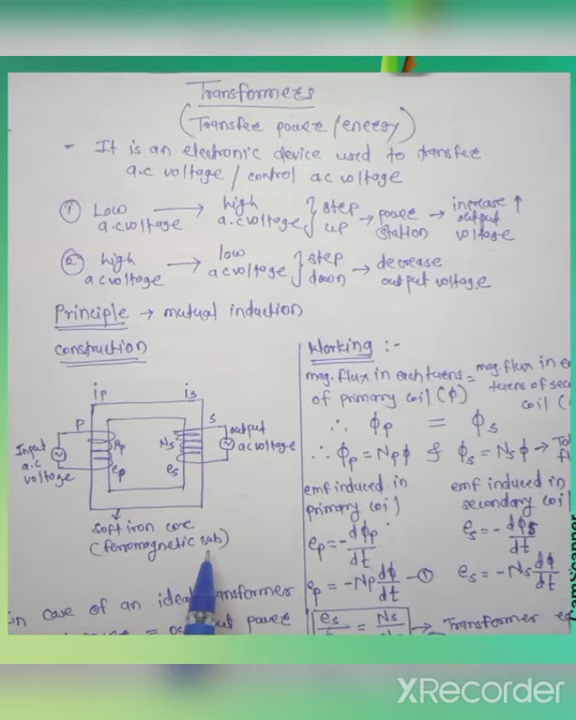 Transformers
(Transfer power/energy)
- It is an electronic device used to transfer
a.c voltage / control ac voltage
① Low a.c voltage → high a.c voltage } step up → power station → increase ↑ output voltage
② high a c voltage → low a c voltage } step down → decrease output voltage
Principle → mutual induction
construction
ip is
P S
Input a.c voltage
Np Ns
ep es
output ac voltage
soft iron core
(ferromagnetic sub)
in case of an ideal transformer
power
Working :-
mag. flux in each turns of primary coil (ϕ) = mag. flux in turns of coil (
∴ ϕp = ϕs
∴ ϕp = Npϕ & ϕs = Nsϕ →
emf induced in primary coil
emf induced in secondary coil
ep = - dϕp/dt
es = - dϕs/dt
ep = - Np dϕ/dt - ①
es = - Ns dϕ/dt
es = Ns → Transformer
CamScanner
XRecorder